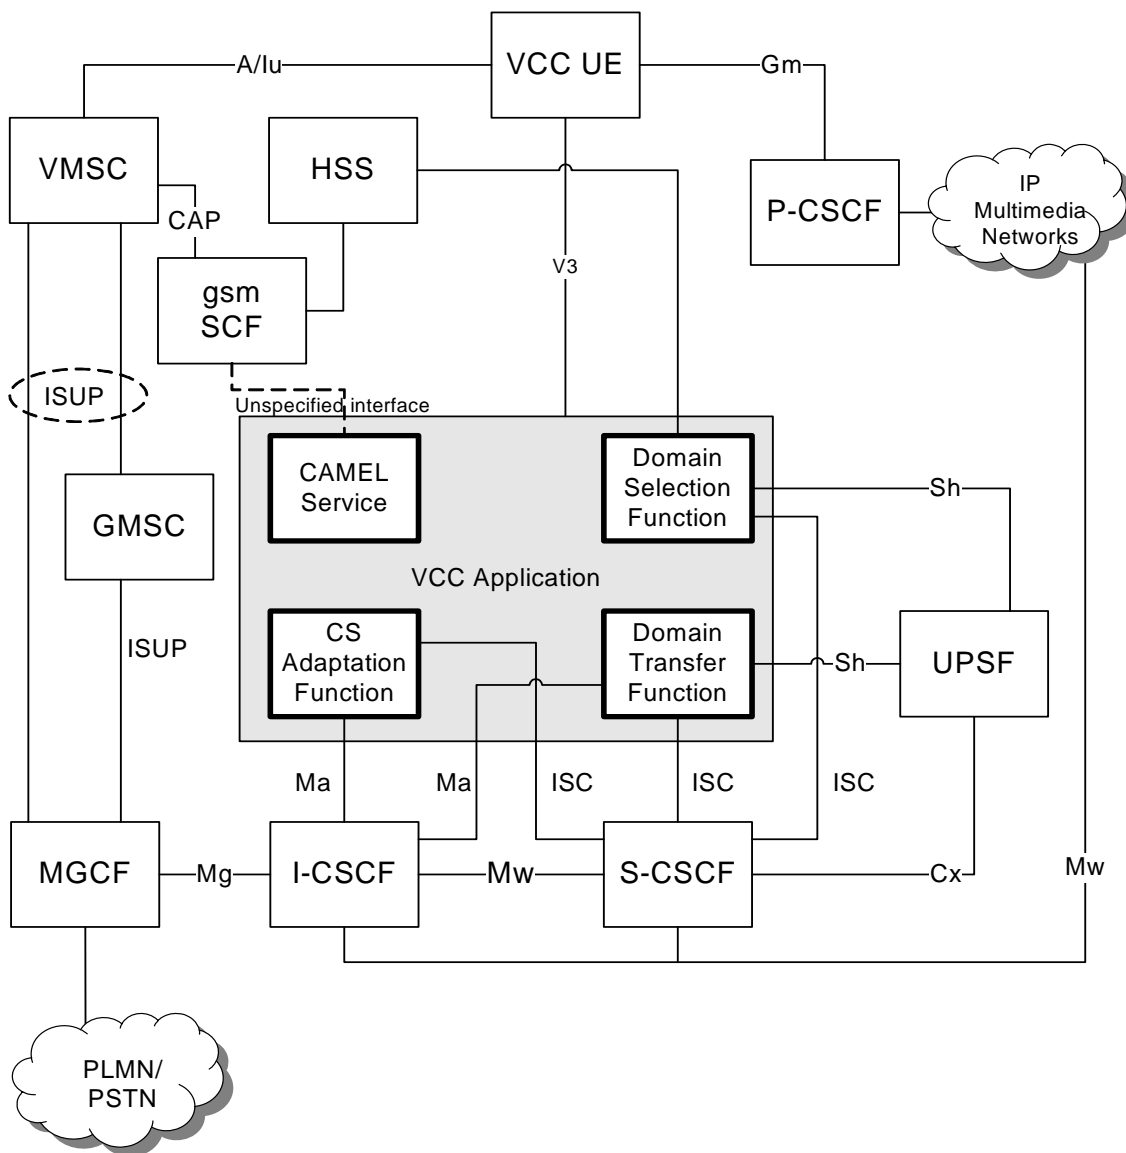 VCC UE
A/Iu
Gm
VMSC
HSS
P-CSCF
IP
Multimedia
Networks
CAP
V3
gsm
SCF
ISUP
Unspecified interface
CAMEL
Service
Domain
Selection
Function
Sh
GMSC
VCC Application
ISUP
CS
Adaptation
Function
Domain
Transfer
Function
Sh
UPSF
Ma
Ma
ISC
ISC
ISC
MGCF
Mg
I-CSCF
Mw
S-CSCF
Cx
Mw
PLMN/
PSTN